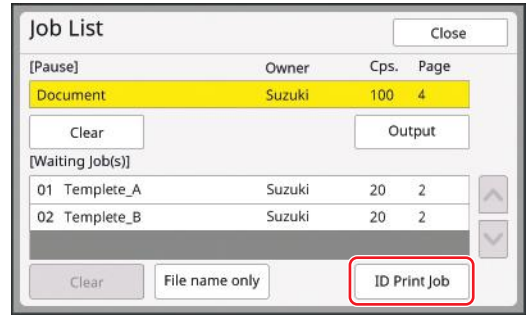 Job List Close
[Pause] Owner Cps. Page
Document Suzuki 100 4
Clear Output
[Waiting Job(s)]
01 Templete_A Suzuki 20 2
02 Templete_B Suzuki 20 2
Clear File name only ID Print Job